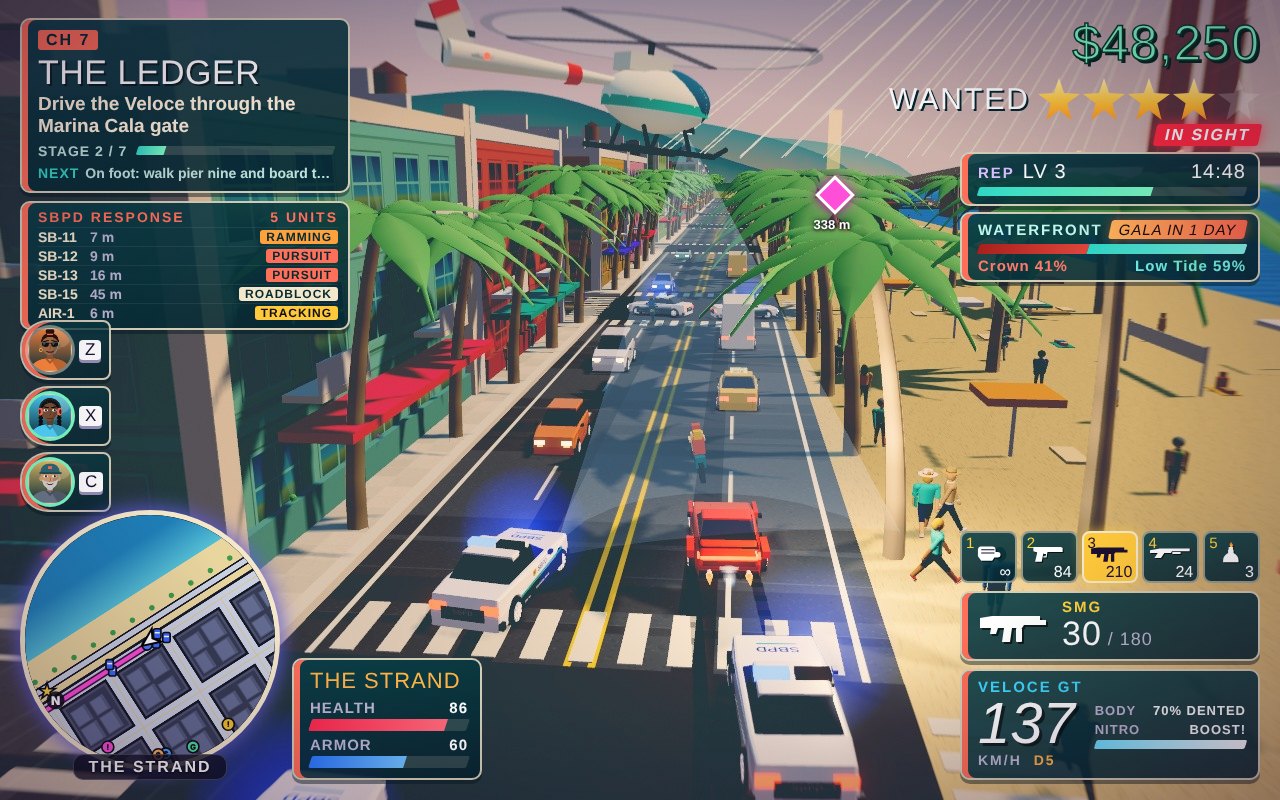 CH 7
THE LEDGER
Drive the Veloce through the
Marina Cala gate
STAGE 2 / 7
NEXT On foot: walk pier nine and board t...
SBPD RESPONSE 5 UNITS
SB-11 7 m RAMMING
SB-12 9 m PURSUIT
SB-13 16 m PURSUIT
SB-15 45 m ROADBLOCK
AIR-1 6 m TRACKING
Z
X
C
N
THE STRAND
THE STRAND
HEALTH 86
ARMOR 60
338 m
SBPD
SBPD
$48,250
WANTED
IN SIGHT
REP LV 3 14:48
WATERFRONT GALA IN 1 DAY
Crown 41% Low Tide 59%
1 ∞
2 84
3 210
4 24
5 3
SMG
30 / 180
VELOCE GT
137
KM/H D5
BODY 70% DENTED
NITRO BOOST!